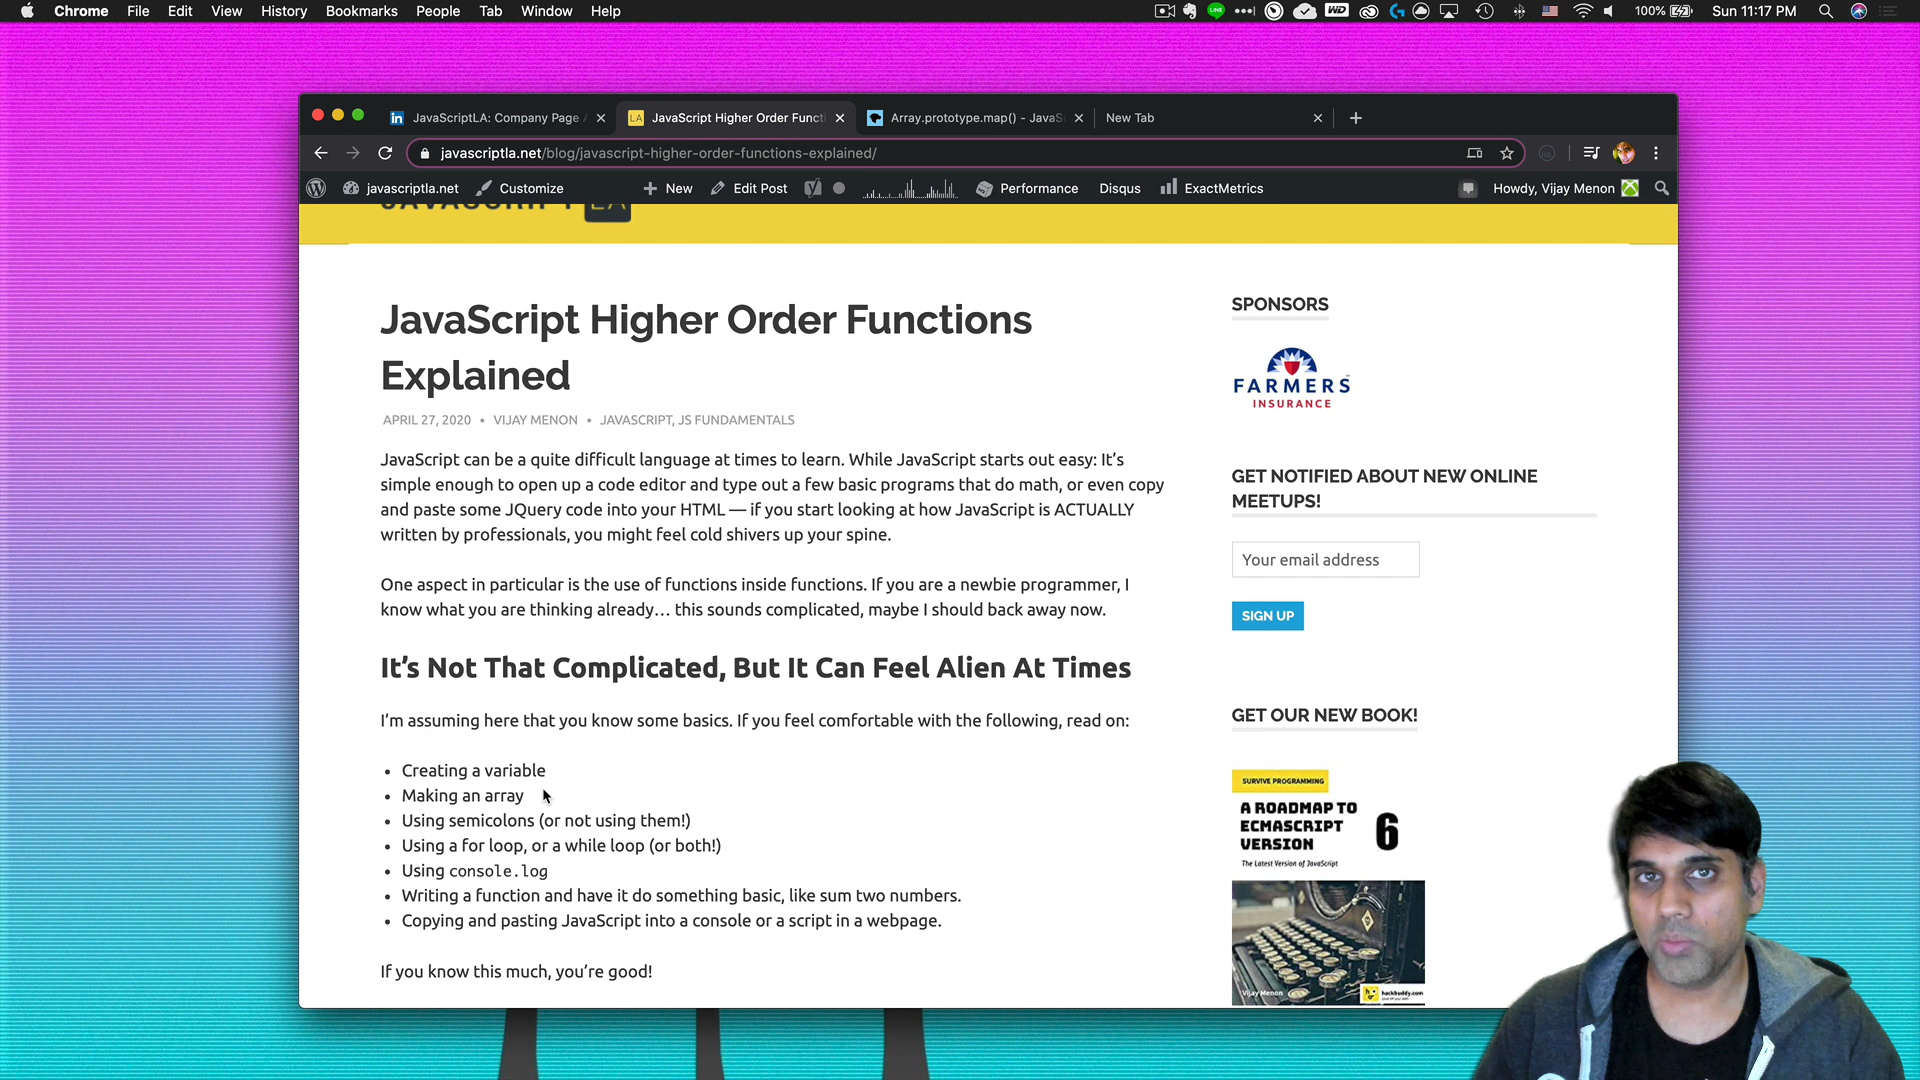 Chrome File Edit View History Bookmarks People Tab Window Help
LINE WD 100% Sun 11:17 PM
JavaScriptLA: Company Page
LA JavaScript Higher Order Funct
Array.prototype.map() - JavaS
New Tab
javascriptla.net/blog/javascript-higher-order-functions-explained/
javascriptla.net Customize New Edit Post Performance Disqus ExactMetrics Howdy, Vijay Menon
JAVASCRIPT LA
JavaScript Higher Order Functions
Explained
APRIL 27, 2020 • VIJAY MENON • JAVASCRIPT, JS FUNDAMENTALS
JavaScript can be a quite difficult language at times to learn. While JavaScript starts out easy: It’s
simple enough to open up a code editor and type out a few basic programs that do math, or even copy
and paste some JQuery code into your HTML — if you start looking at how JavaScript is ACTUALLY
written by professionals, you might feel cold shivers up your spine.
One aspect in particular is the use of functions inside functions. If you are a newbie programmer, I
know what you are thinking already… this sounds complicated, maybe I should back away now.
It’s Not That Complicated, But It Can Feel Alien At Times
I’m assuming here that you know some basics. If you feel comfortable with the following, read on:
• Creating a variable
• Making an array
• Using semicolons (or not using them!)
• Using a for loop, or a while loop (or both!)
• Using console.log
• Writing a function and have it do something basic, like sum two numbers.
• Copying and pasting JavaScript into a console or a script in a webpage.
If you know this much, you’re good!
SPONSORS
FARMERS
INSURANCE
GET NOTIFIED ABOUT NEW ONLINE
MEETUPS!
Your email address
SIGN UP
GET OUR NEW BOOK!
SURVIVE PROGRAMMING
A ROADMAP TO
ECMASCRIPT
VERSION 6
The Latest Version of JavaScript
Vijay Menon
hackbuddy.com